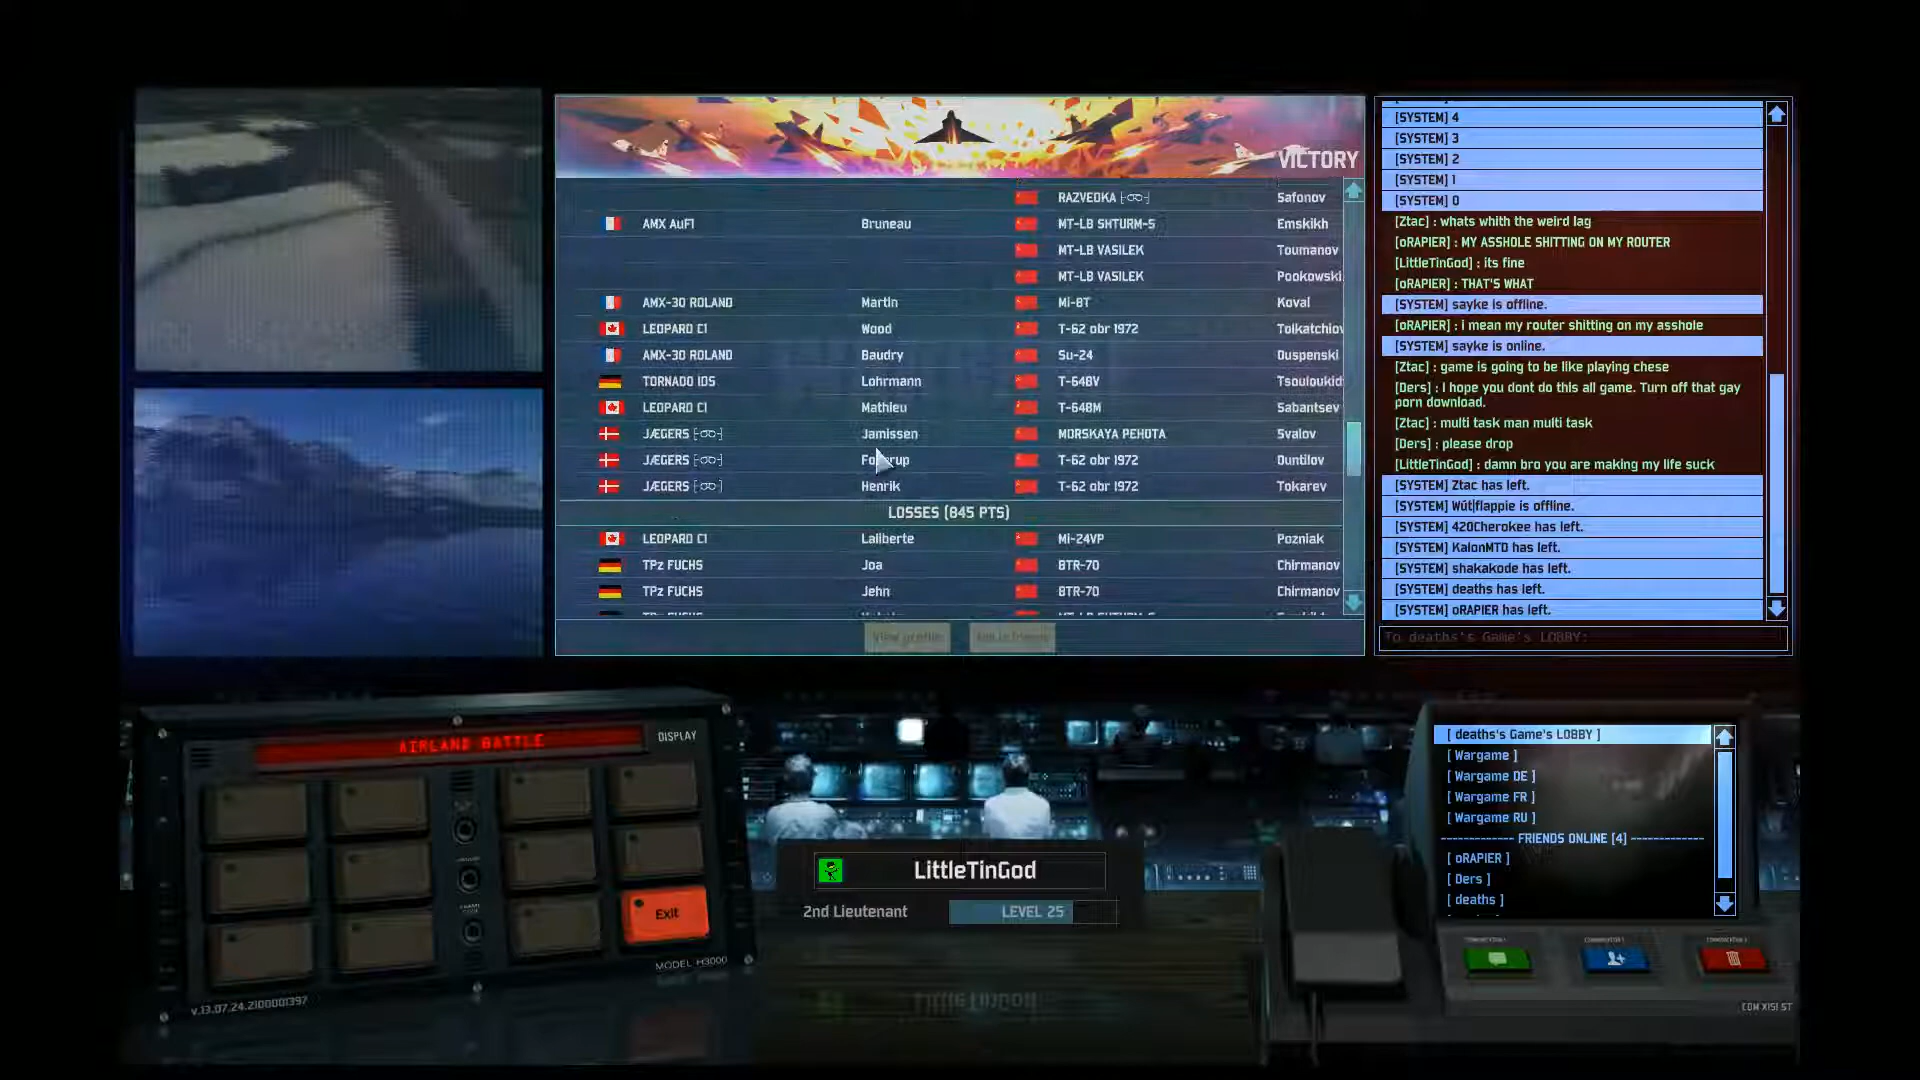 VICTORY
RAZVEDKA Safonov
AMX AuF1 Bruneau MT-LB SHTURM-S Emskikh
MT-LB VASILEK Toumanov
MT-LB VASILEK Pookowski
AMX-30 ROLAND Martin Mi-8T Koval
LEOPARD C1 Wood T-62 obr 1972 Tolkatchiov
AMX-30 ROLAND Baudry Su-24 Ouspenski
TORNADO IDS Lohrmann T-64BV Tsouloukid
LEOPARD C1 Mathieu T-64BM Sabantsev
JÆGERS Jamissen MORSKAYA PEHOTA Svalov
JÆGERS T-62 obr 1972 Ountilov
JÆGERS Henrik T-62 obr 1972 Tokarev
LOSSES (845 PTS)
LEOPARD C1 Laliberte Mi-24VP Pozniak
TPz FUCHS Joa BTR-70 Chirmanov
TPz FUCHS Jehn BTR-70 Chirmanov
View profile
[SYSTEM] 4
[SYSTEM] 3
[SYSTEM] 2
[SYSTEM] 1
[SYSTEM] 0
[Ztac] : whats whith the weird lag
[oRAPIER] : MY ASSHOLE SHITTING ON MY ROUTER
[LittleTinGod] : its fine
[oRAPIER] : THAT'S WHAT
[SYSTEM] sayke is offline.
[oRAPIER] : i mean my router shitting on my asshole
[SYSTEM] sayke is online.
[Ztac] : game is going to be like playing chese
[Ders] : I hope you dont do this all game. Turn off that gay
porn download.
[Ztac] : multi task man multi task
[Ders] : please drop
[LittleTinGod] : damn bro you are making my life suck
[SYSTEM] Ztac has left.
[SYSTEM] Wút|flappie is offline.
[SYSTEM] 420Cherokee has left.
[SYSTEM] KalonMTD has left.
[SYSTEM] shakakode has left.
[SYSTEM] deaths has left.
[SYSTEM] oRAPIER has left.
To deaths's Game's LOBBY:
AIRLAND BATTLE
DISPLAY
Exit
MODEL H3000
v.13.07.24.2100001397
LittleTinGod
2nd Lieutenant LEVEL 25
[ deaths's Game's LOBBY ]
[ Wargame ]
[ Wargame DE ]
[ Wargame FR ]
[ Wargame RU ]
FRIENDS ONLINE [4]
[ oRAPIER ]
[ Ders ]
[ deaths ]
COM XISI ST